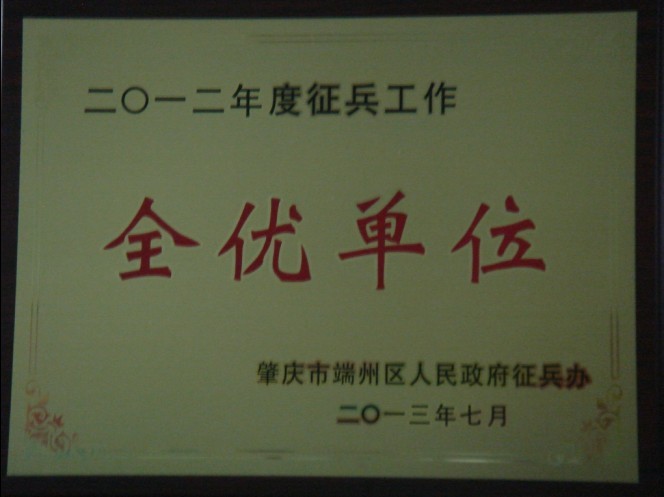 二〇一二年度征兵工作
全优单位
肇庆市端州区人民政府征兵办
二〇一三年七月